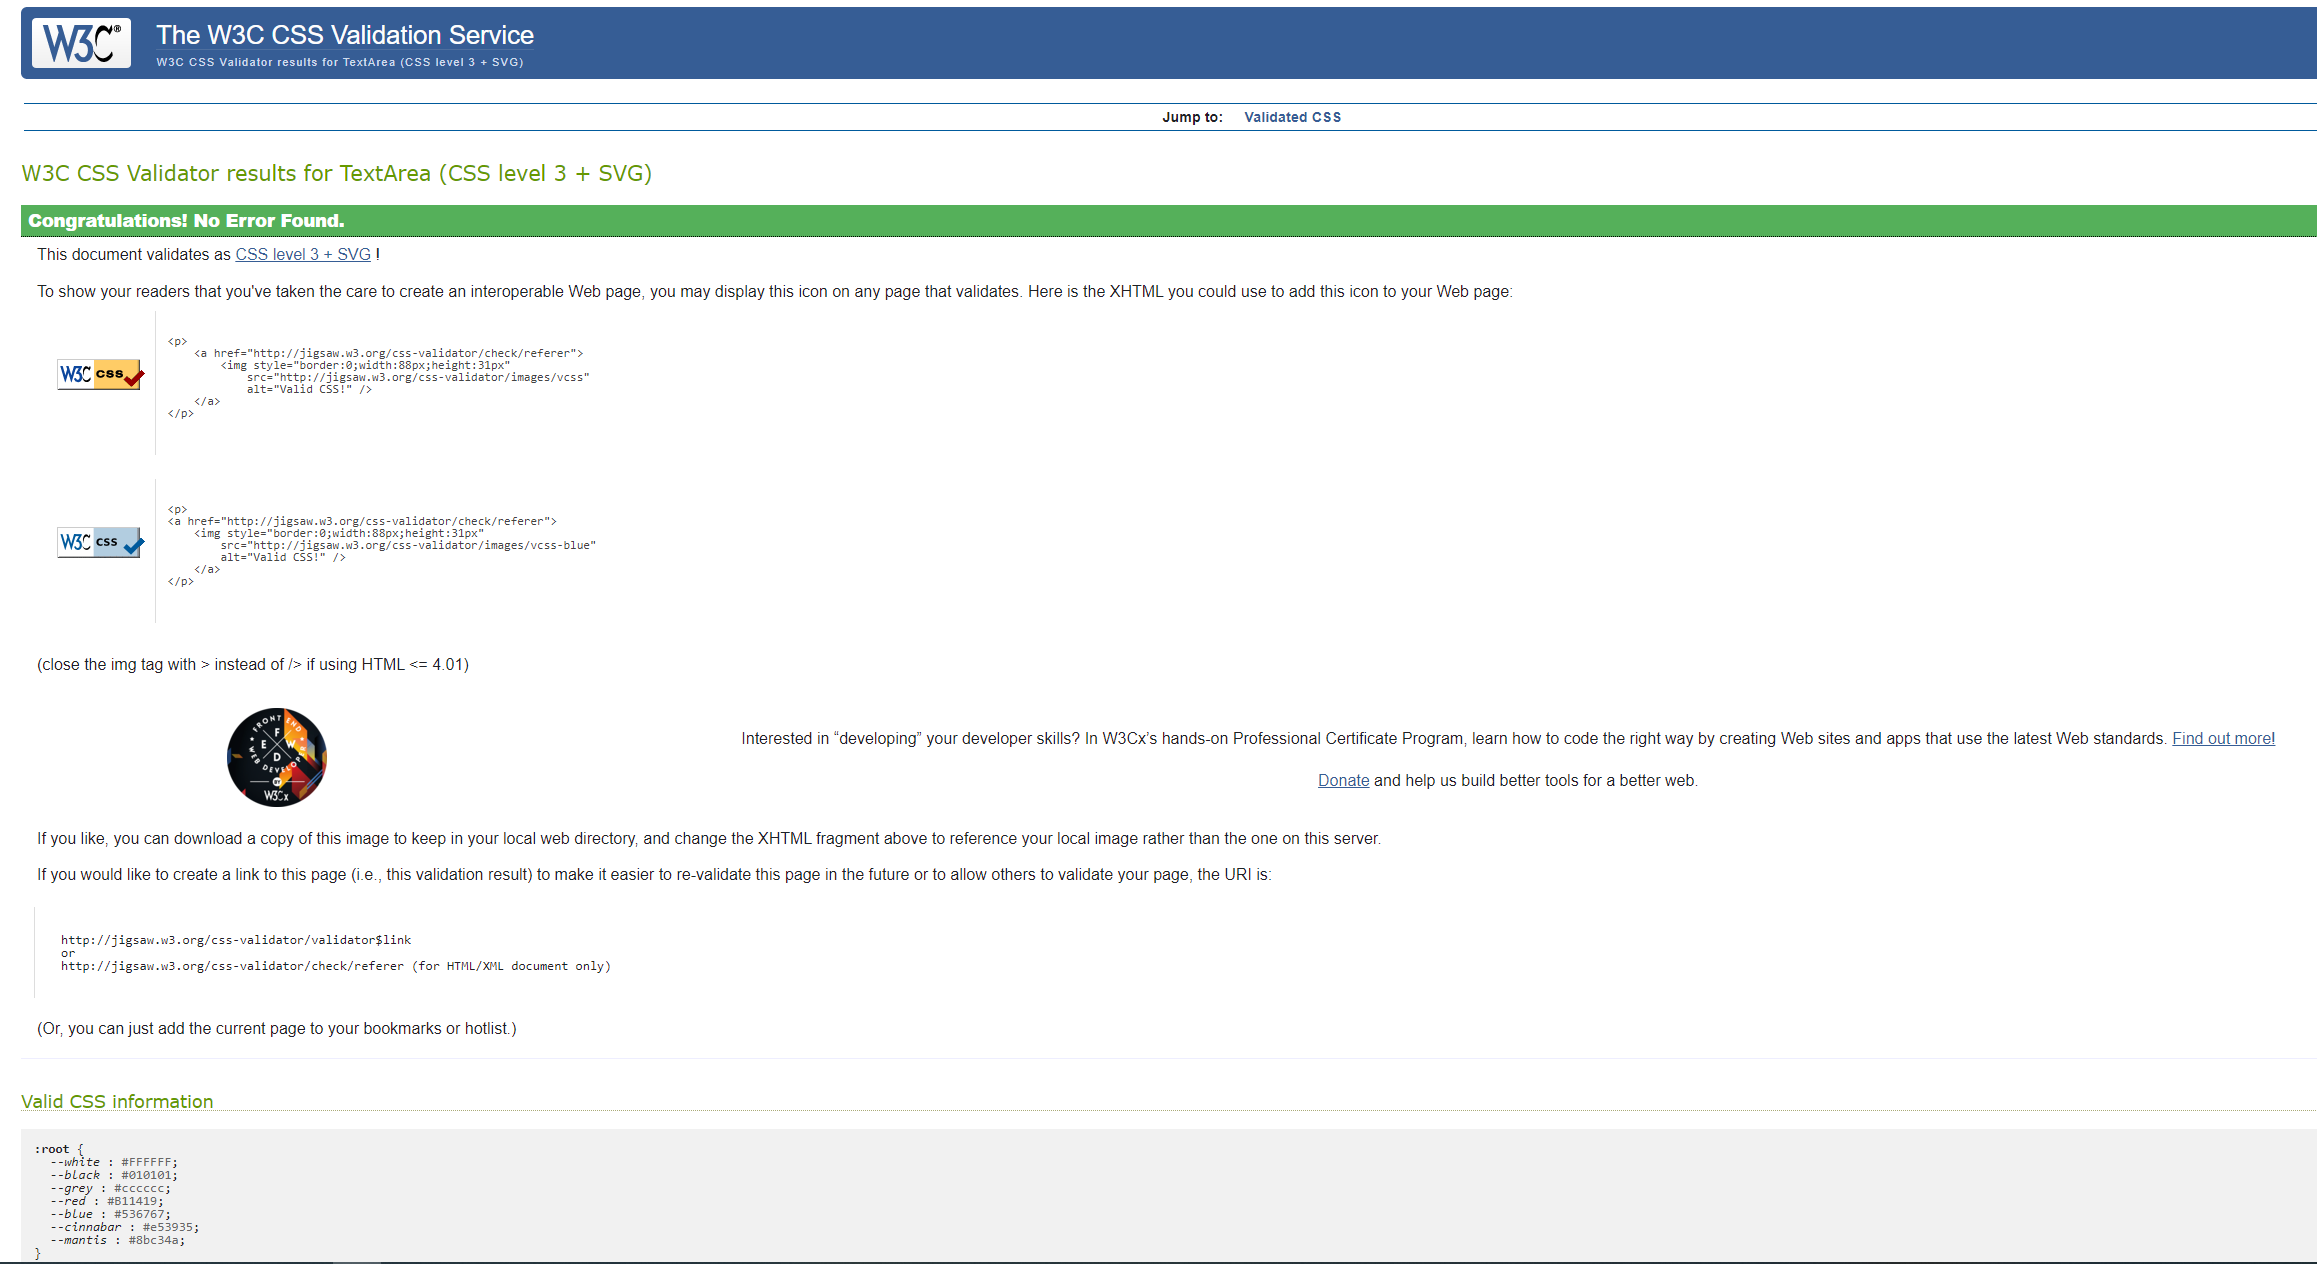 W3C®
The W3C CSS Validation Service
W3C CSS Validator results for TextArea (CSS level 3 + SVG)
Jump to: Validated CSS
W3C CSS Validator results for TextArea (CSS level 3 + SVG)
Congratulations! No Error Found.
This document validates as CSS level 3 + SVG !
To show your readers that you've taken the care to create an interoperable Web page, you may display this icon on any page that validates. Here is the XHTML you could use to add this icon to your Web page:
W3C css
<p>
<a href="http://jigsaw.w3.org/css-validator/check/referer">
<img style="border:0;width:88px;height:31px"
src="http://jigsaw.w3.org/css-validator/images/vcss"
alt="Valid CSS!" />
</a>
</p>
W3C css
<p>
<a href="http://jigsaw.w3.org/css-validator/check/referer">
<img style="border:0;width:88px;height:31px"
src="http://jigsaw.w3.org/css-validator/images/vcss-blue"
alt="Valid CSS!" />
</a>
</p>
(close the img tag with > instead of /> if using HTML <= 4.01)
FRONT END
F
E W
D
WEB DEVELOPER
BY
W3Cx
Interested in “developing” your developer skills? In W3Cx’s hands-on Professional Certificate Program, learn how to code the right way by creating Web sites and apps that use the latest Web standards. Find out more!
Donate and help us build better tools for a better web.
If you like, you can download a copy of this image to keep in your local web directory, and change the XHTML fragment above to reference your local image rather than the one on this server.
If you would like to create a link to this page (i.e., this validation result) to make it easier to re-validate this page in the future or to allow others to validate your page, the URI is:
http://jigsaw.w3.org/css-validator/validator$link
or
http://jigsaw.w3.org/css-validator/check/referer (for HTML/XML document only)
(Or, you can just add the current page to your bookmarks or hotlist.)
Valid CSS information
:root {
--white : #FFFFFF;
--black : #010101;
--grey : #cccccc;
--red : #B11419;
--blue : #536767;
--cinnabar : #e53935;
--mantis : #8bc34a;
}